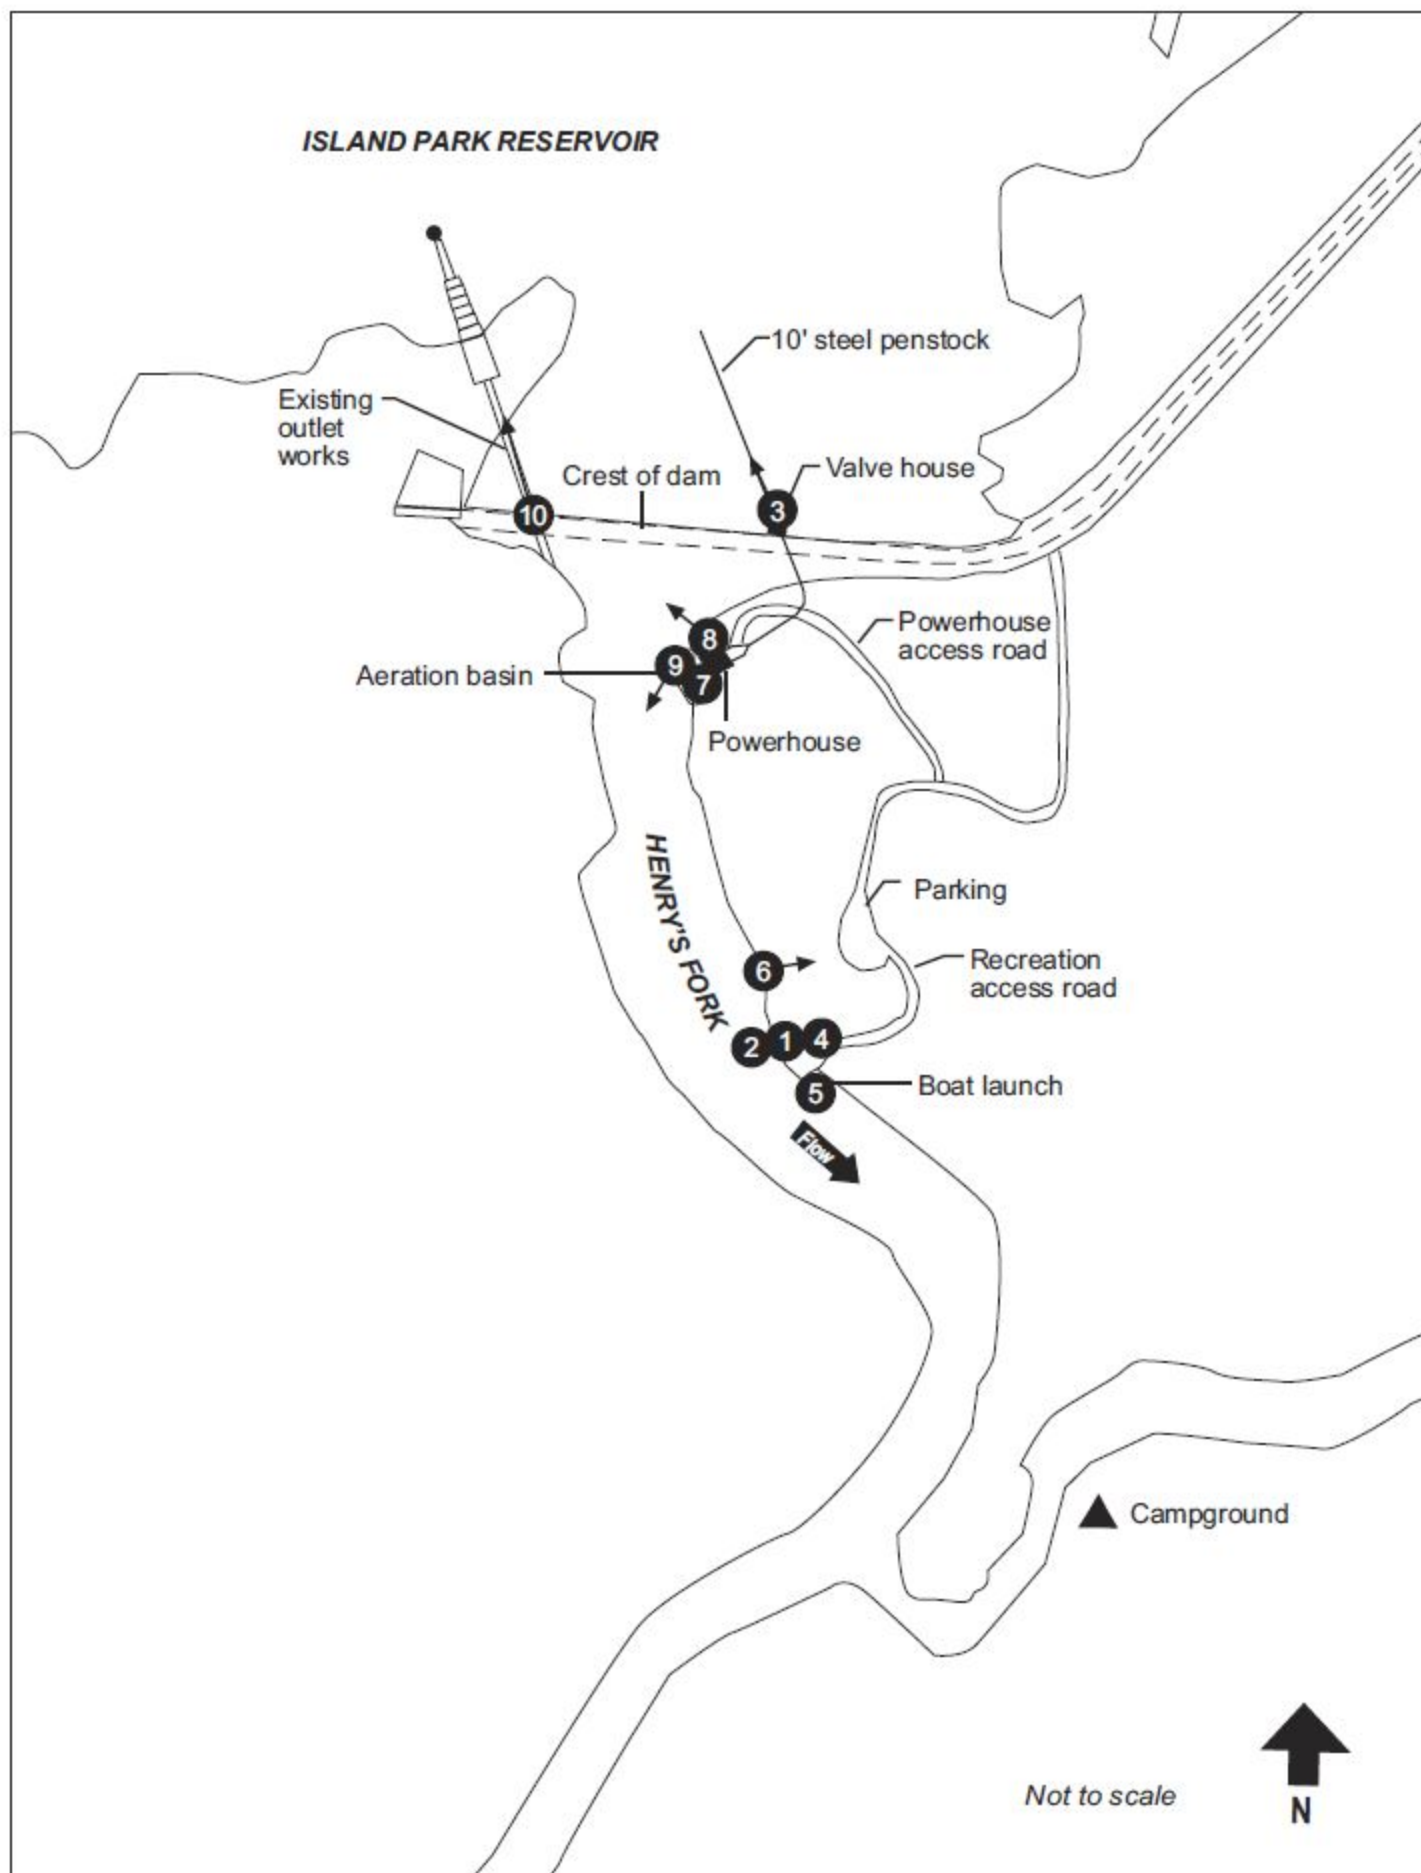 ISLAND PARK RESERVOIR
10' steel penstock
Existing
outlet
works
Crest of dam
Valve house
3
10
Powerhouse
access road
8
9
7
Aeration basin
Powerhouse
HENRY'S FORK
Parking
6
Recreation
access road
2
1
4
5
Boat launch
Flow
Campground
Not to scale
N